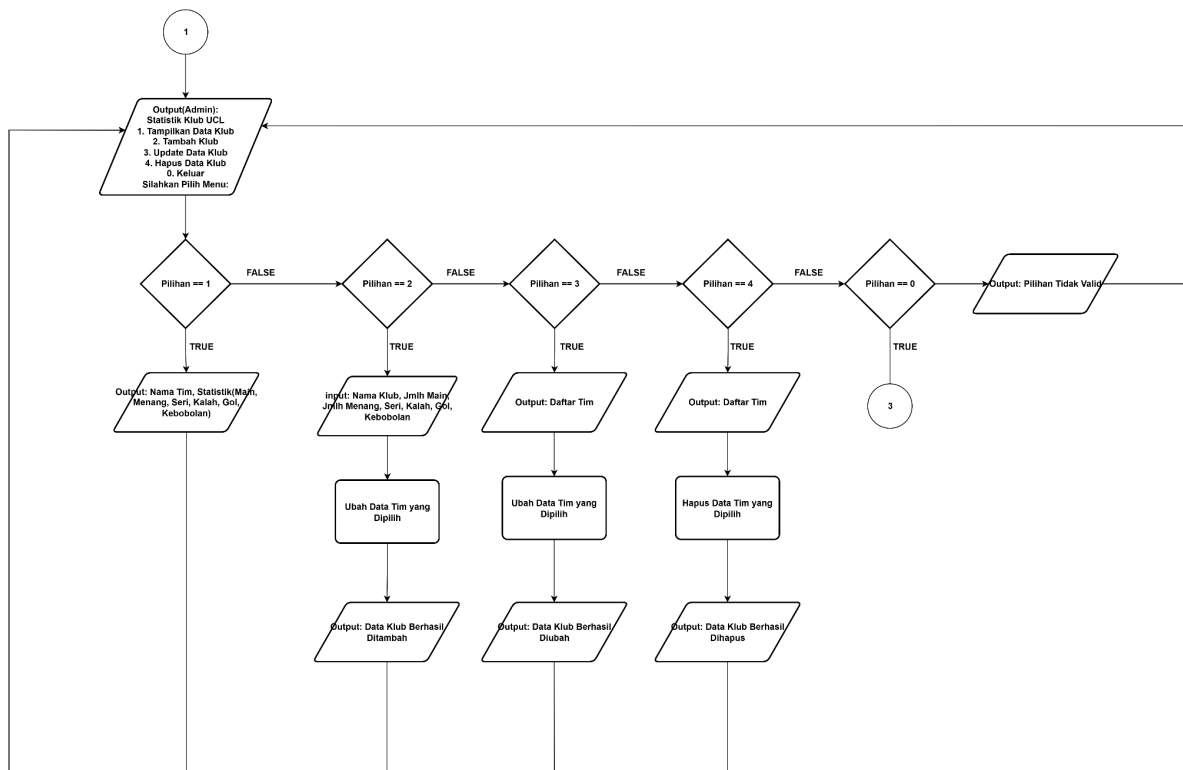 1
Output(Admin):
Statistik Klub UCL
1. Tampilkan Data Klub
2. Tambah Klub
3. Update Data Klub
4. Hapus Data Klub
0. Keluar
Silahkan Pilih Menu:
Pilihan == 1
FALSE
Pilihan == 2
FALSE
Pilihan == 3
FALSE
Pilihan == 4
FALSE
Pilihan == 0
Output: Pilihan Tidak Valid
TRUE
TRUE
TRUE
TRUE
TRUE
Output: Nama Tim, Statistik(Main,
Menang, Seri, Kalah, Gol,
Kebobolan)
input: Nama Klub, Jmlh Main,
Jmlh Menang, Seri, Kalah, Gol,
Kebobolan
Output: Daftar Tim
Output: Daftar Tim
3
Ubah Data Tim yang
Dipilih
Ubah Data Tim yang
Dipilih
Hapus Data Tim yang
Dipilih
Output: Data Klub Berhasil
Ditambah
Output: Data Klub Berhasil
Diubah
Output: Data Klub Berhasil
Dihapus